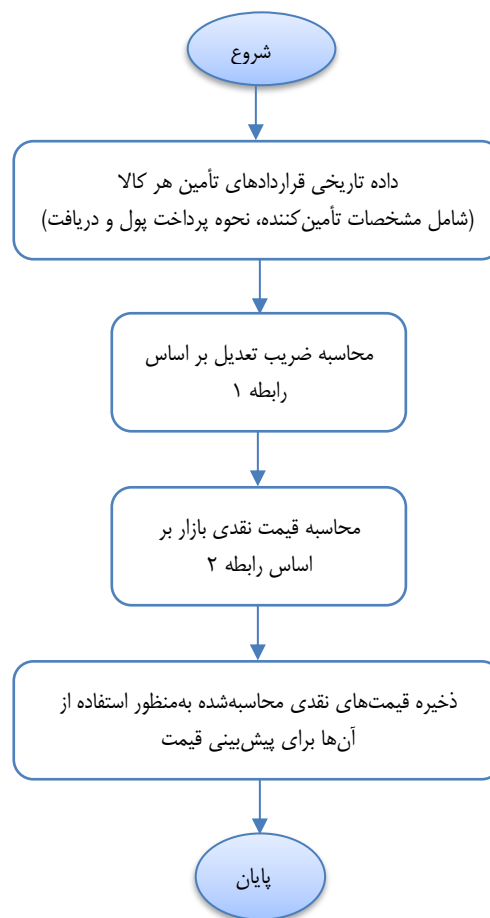 شروع
داده تاریخی قراردادهای تأمین هر کالا
(شامل مشخصات تأمین‌کننده، نحوه پرداخت پول و دریافت)
محاسبه ضریب تعدیل بر اساس
رابطه ۱
محاسبه قیمت نقدی بازار بر
اساس رابطه ۲
ذخیره قیمت‌های نقدی محاسبه‌شده به‌منظور استفاده از
آن‌ها برای پیش‌بینی قیمت
پایان